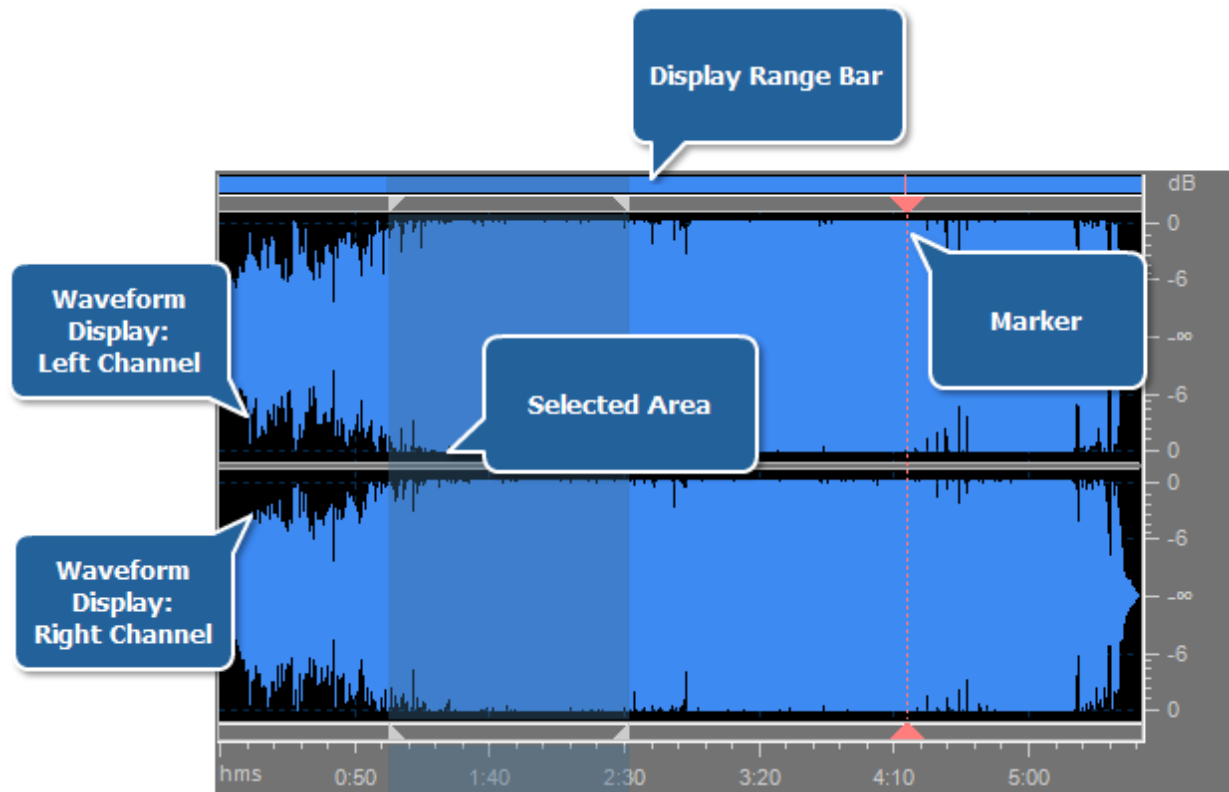 Display Range Bar
dB
0
-6
-∞
-6
0
0
-6
-∞
-6
0
Waveform
Display:
Left Channel
Marker
Selected Area
Waveform
Display:
Right Channel
hms 0:50 1:40 2:30 3:20 4:10 5:00